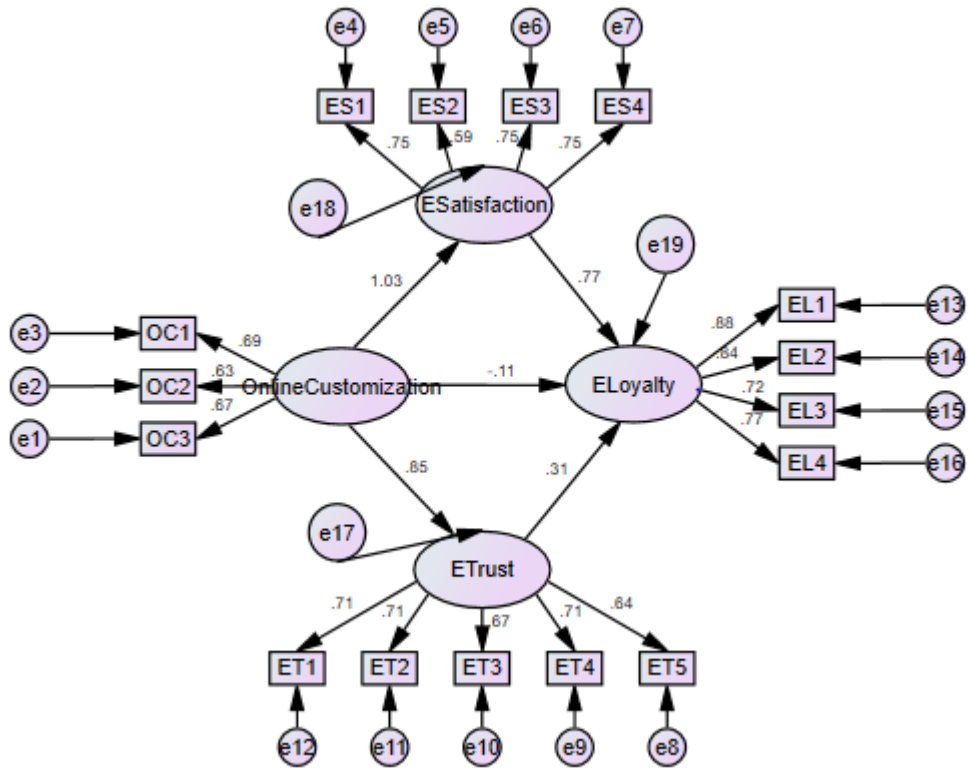 e4 e5 e6 e7
ES1 ES2 ES3 ES4
.75 .59 .75 .75
e18 ESatisfaction
e19
1.03 .77
e3 OC1 .69
e2 OC2 .63
e1 OC3 .67
OnlineCustomization
-.11
ELoyalty
.88 EL1 e13
.64 EL2 e14
.72 EL3 e15
.77 EL4 e16
.85 .31
e17
ETrust
.71 .71 .67 .71 .64
ET1 ET2 ET3 ET4 ET5
e12 e11 e10 e9 e8